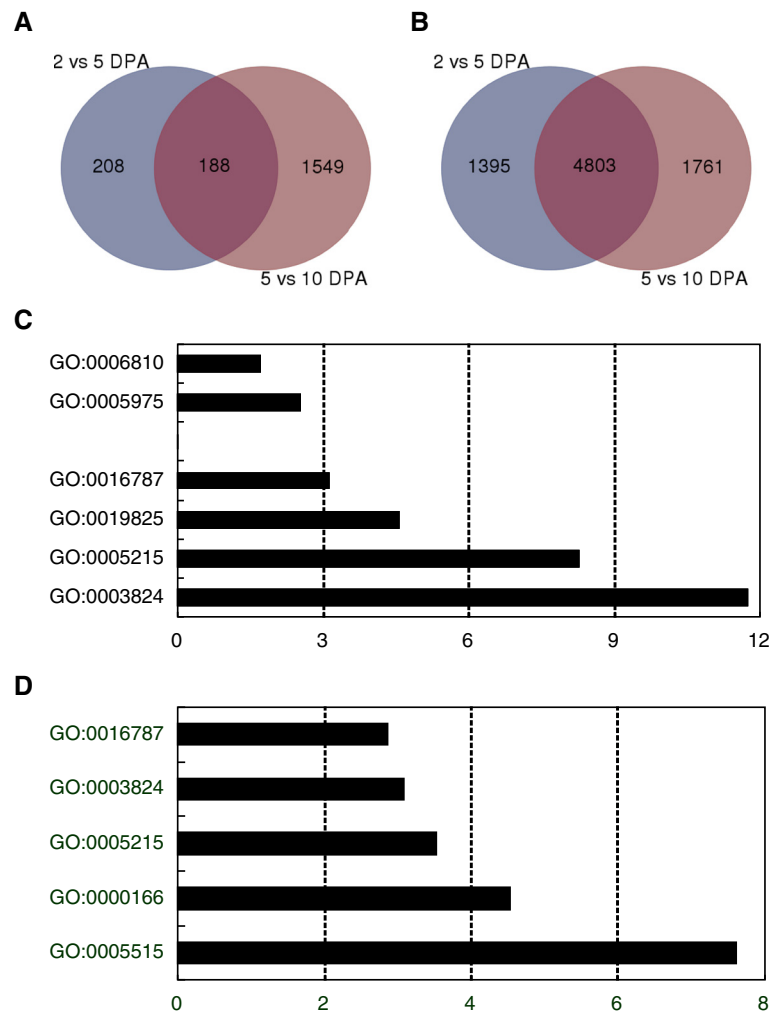 A
2 vs 5 DPA
208
188
1549
5 vs 10 DPA
B
2 vs 5 DPA
1395
4803
1761
5 vs 10 DPA
C
GO:0006810
GO:0005975
GO:0016787
GO:0019825
GO:0005215
GO:0003824
0 3 6 9 12
D
GO:0016787
GO:0003824
GO:0005215
GO:0000166
GO:0005515
0 2 4 6 8